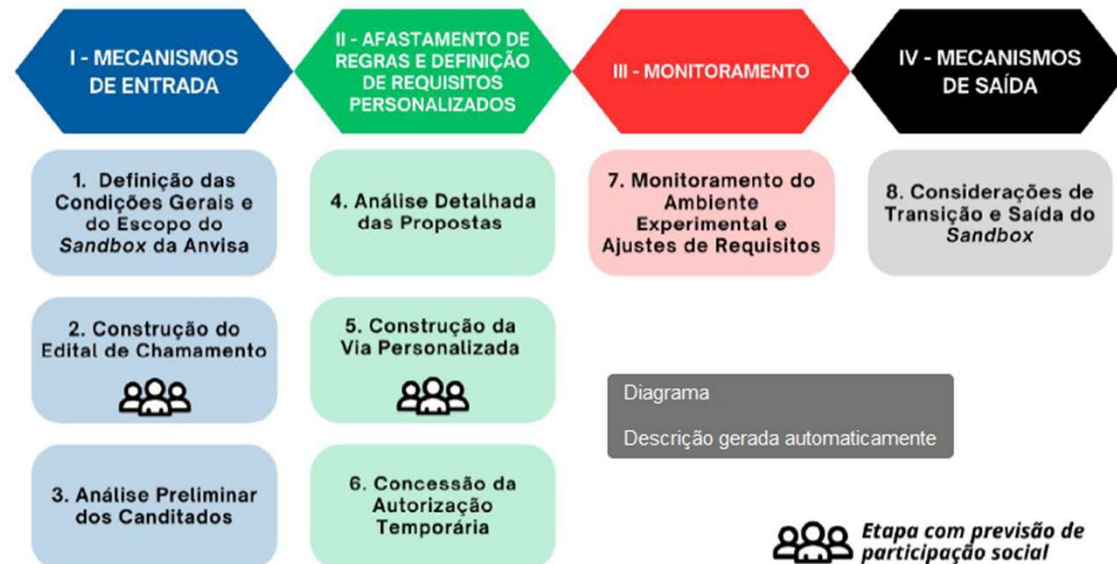 I - MECANISMOS
DE ENTRADA
II - AFASTAMENTO DE
REGRAS E DEFINIÇÃO
DE REQUISITOS
PERSONALIZADOS
III - MONITORAMENTO
IV - MECANISMOS
DE SAÍDA
1. Definição das
Condições Gerais e
do Escopo do
Sandbox da Anvisa
4. Análise Detalhada
das Propostas
7. Monitoramento do
Ambiente
Experimental e
Ajustes de Requisitos
8. Considerações de
Transição e Saída do
Sandbox
2. Construção do
Edital de Chamamento
5. Construção da
Via Personalizada
Diagrama
Descrição gerada automaticamente
3. Análise Preliminar
dos Canditados
6. Concessão da
Autorização
Temporária
Etapa com previsão de
participação social